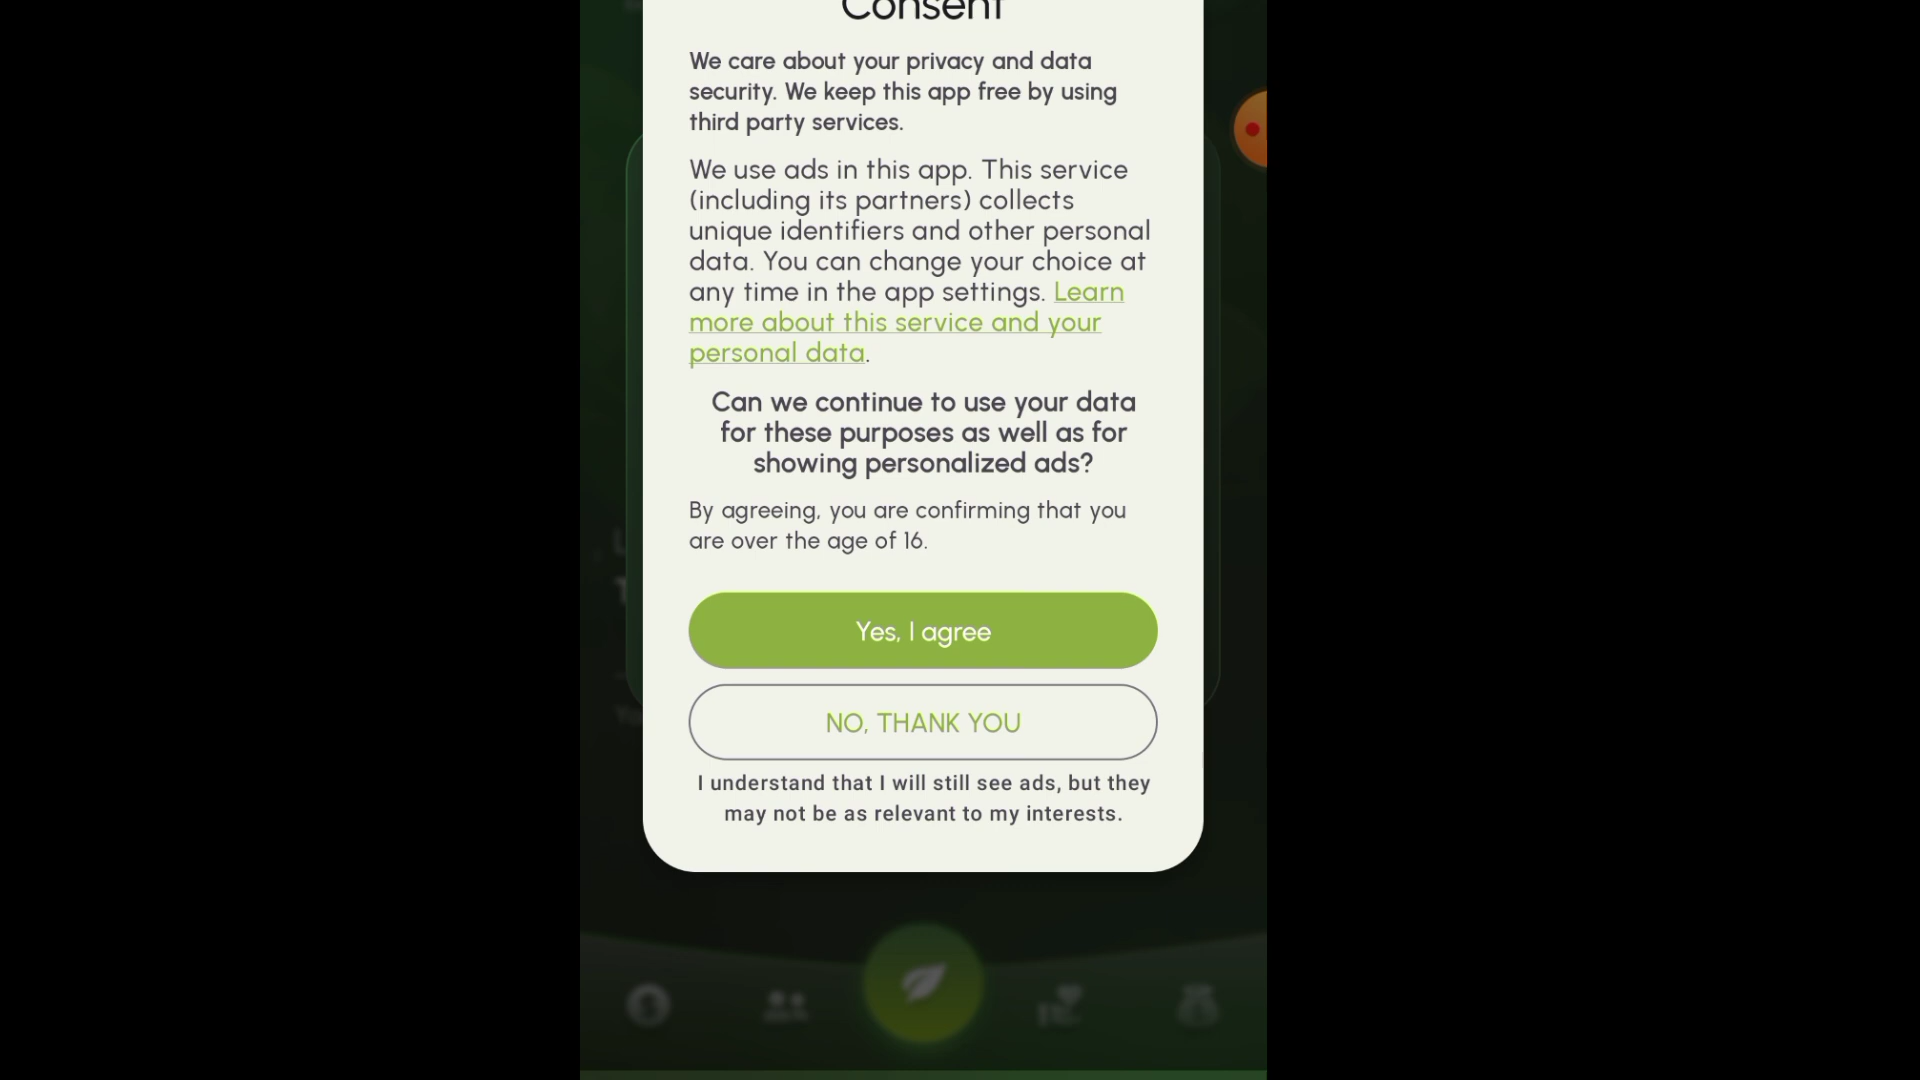 Consent
We care about your privacy and data
security. We keep this app free by using
third party services.
We use ads in this app. This service
(including its partners) collects
unique identifiers and other personal
data. You can change your choice at
any time in the app settings. Learn
more about this service and your
personal data.
Can we continue to use your data
for these purposes as well as for
showing personalized ads?
By agreeing, you are confirming that you
are over the age of 16.
Yes, I agree
NO, THANK YOU
I understand that I will still see ads, but they
may not be as relevant to my interests.